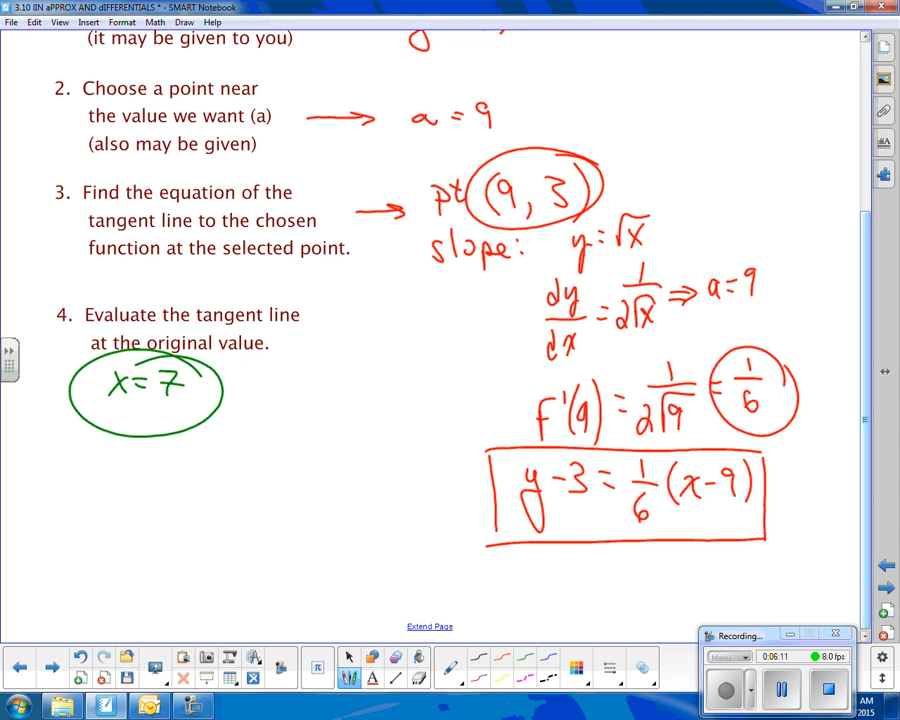 3.10 lIN aPPROX and dIFFERENTIALS * - SMART Notebook
File Edit View Insert Format Math Draw Help
(it may be given to you)
2. Choose a point near
the value we want (a)
(also may be given)
a = 9
3. Find the equation of the
tangent line to the chosen
function at the selected point.
pt (9, 3)
slope: y = √x
dy/dx = 1/2√x ⇒ a = 9
4. Evaluate the tangent line
at the original value.
x = 7
F'(9) = 1/2√9 = 1/6
y - 3 = 1/6 (x - 9)
Extend Page
Recording...
Menu
0:06:11
8.0 fps
AM
2015